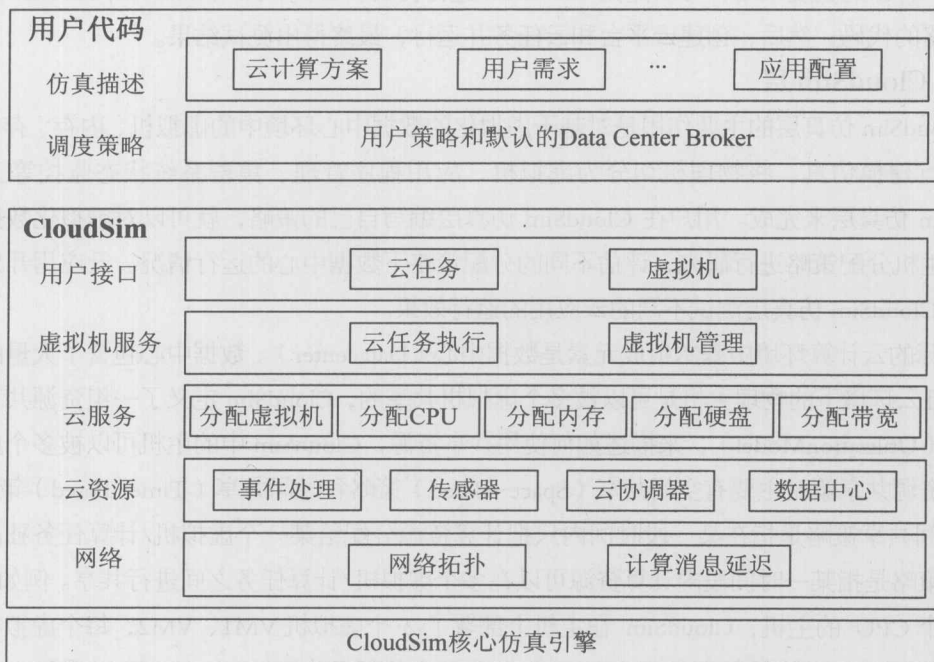 用户代码
云计算方案 用户需求 … 应用配置
仿真描述
调度策略 用户策略和默认的Data Center Broker
CloudSim
用户接口 云任务 虚拟机
虚拟机服务 云任务执行 虚拟机管理
云服务 分配虚拟机 分配CPU 分配内存 分配硬盘 分配带宽
云资源 事件处理 传感器 云协调器 数据中心
网络 网络拓扑 计算消息延迟
CloudSim核心仿真引擎